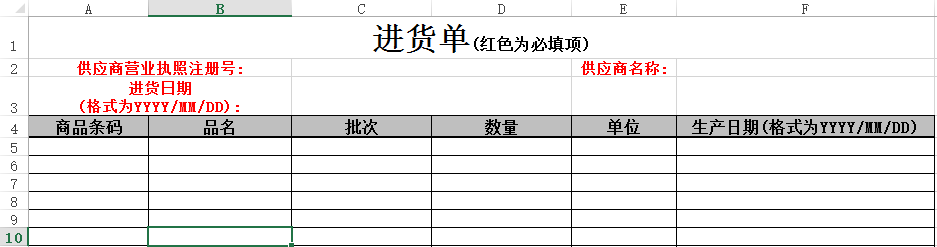 A B C D E F
1 进货单(红色为必填项)
2 供应商营业执照注册号: 供应商名称:
进货日期
3 (格式为YYYY/MM/DD):
4 商品条码 品名 批次 数量 单位 生产日期(格式为YYYY/MM/DD)
5
6
7
8
9
10